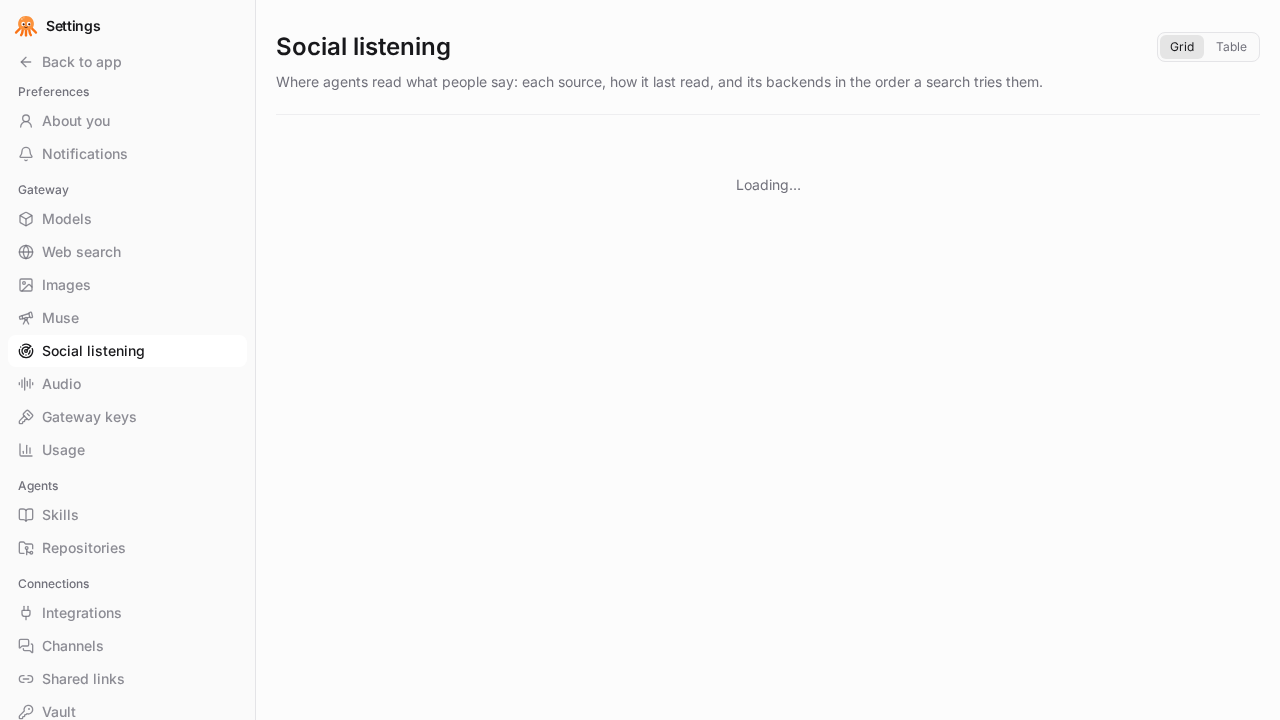 Settings
Back to app
Preferences
About you
Notifications
Gateway
Models
Web search
Images
Muse
Social listening
Audio
Gateway keys
Usage
Agents
Skills
Repositories
Connections
Integrations
Channels
Shared links
Vault
Social listening
Grid
Table
Where agents read what people say: each source, how it last read, and its backends in the order a search tries them.
Loading...